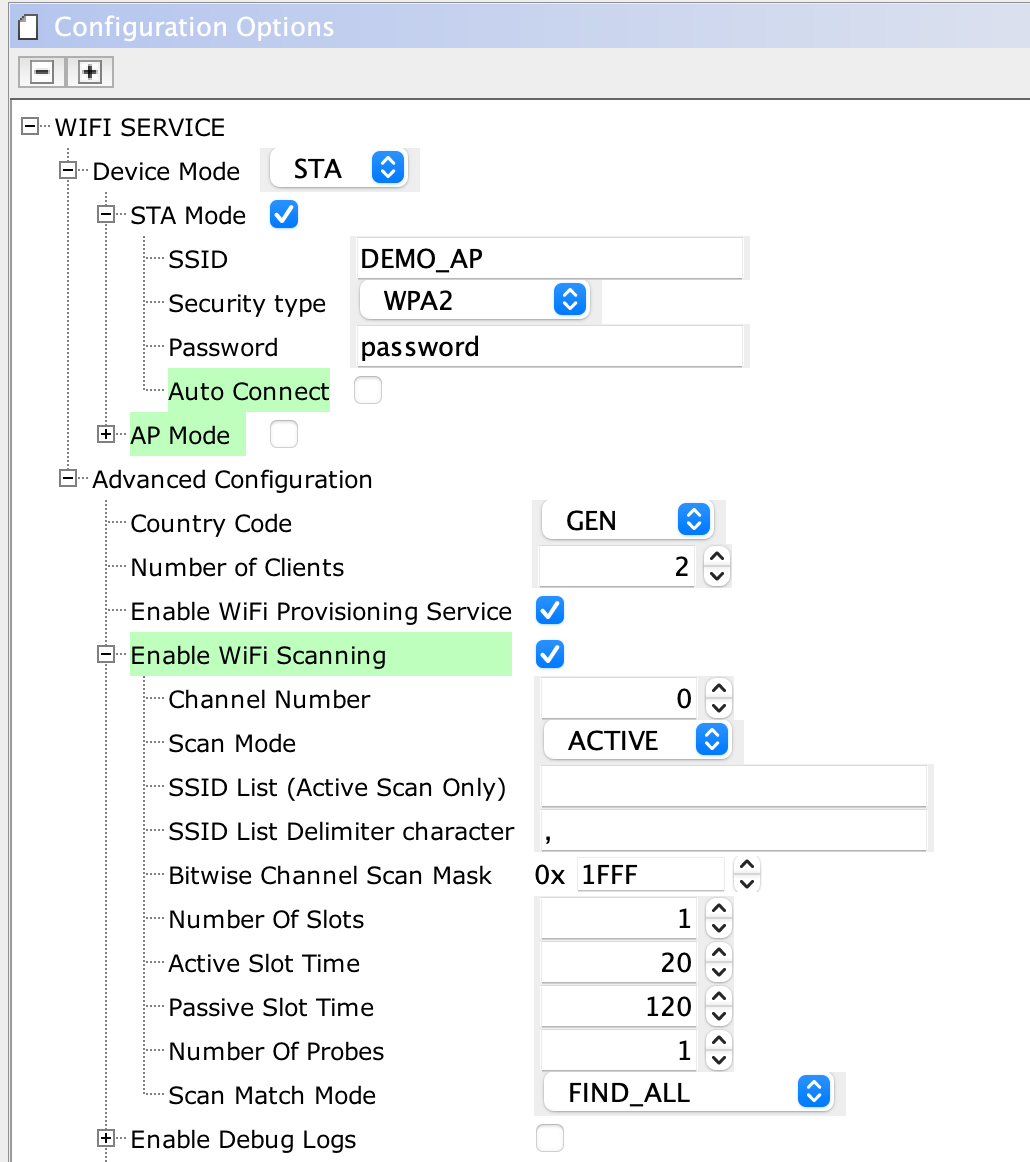 Configuration Options
WIFI SERVICE
Device Mode STA
STA Mode
SSID DEMO_AP
Security type WPA2
Password password
Auto Connect
AP Mode
Advanced Configuration
Country Code GEN
Number of Clients 2
Enable WiFi Provisioning Service
Enable WiFi Scanning
Channel Number 0
Scan Mode ACTIVE
SSID List (Active Scan Only)
SSID List Delimiter character ,
Bitwise Channel Scan Mask 0x 1FFF
Number Of Slots 1
Active Slot Time 20
Passive Slot Time 120
Number Of Probes 1
Scan Match Mode FIND_ALL
Enable Debug Logs